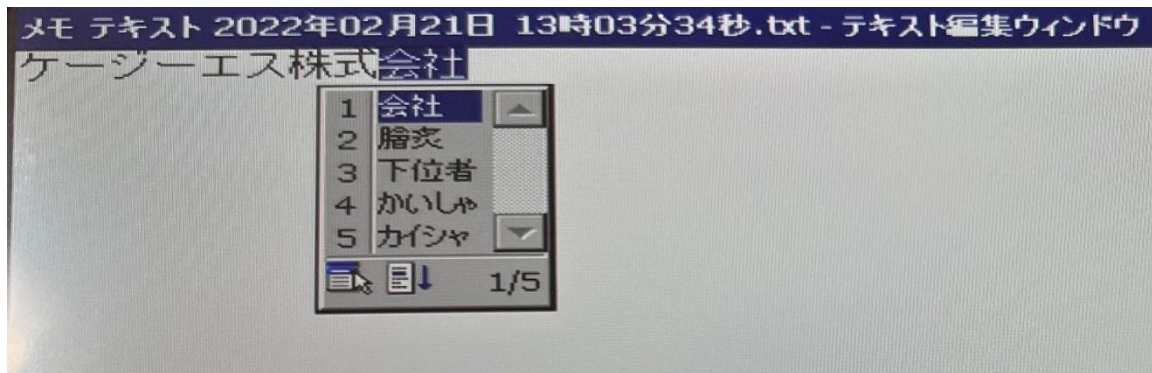 メモ テキスト 2022年02月21日 13時03分34秒.txt - テキスト編集ウィンドウ
ケージーエス株式会社
1 会社
2 膾炙
3 下位者
4 かいしゃ
5 カイシャ
1/5